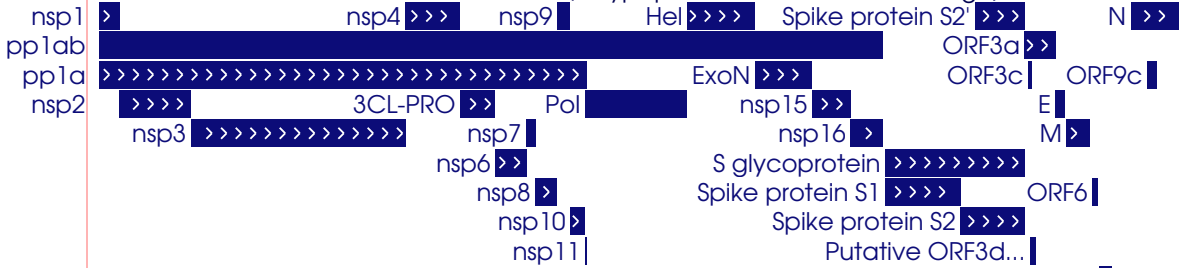 nsp1 nsp4 nsp9 Hel Spike protein S2' N
pp1ab ORF3a
pp1a ExoN ORF3c ORF9c
nsp2 3CL-PRO Pol nsp15 E
nsp3 nsp7 nsp16 M
nsp6 S glycoprotein
nsp8 Spike protein S1 ORF6
nsp10 Spike protein S2
nsp11 Putative ORF3d...